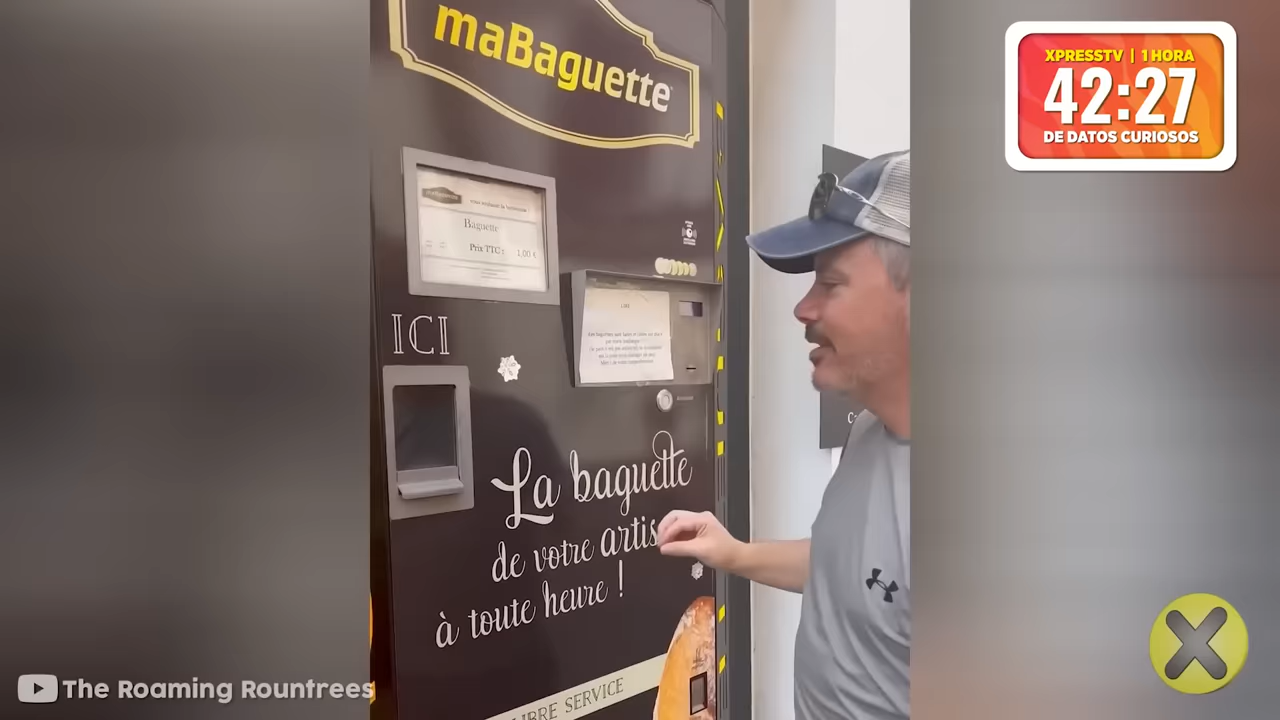 maBaguette
XPRESSTV | 1 HORA
42:27
DE DATOS CURIOSOS
Baguette
Prix TTC : 1,00 €
ICI
La baguette
de votre artis
à toute heure !
LIBRE SERVICE
The Roaming Rountrees